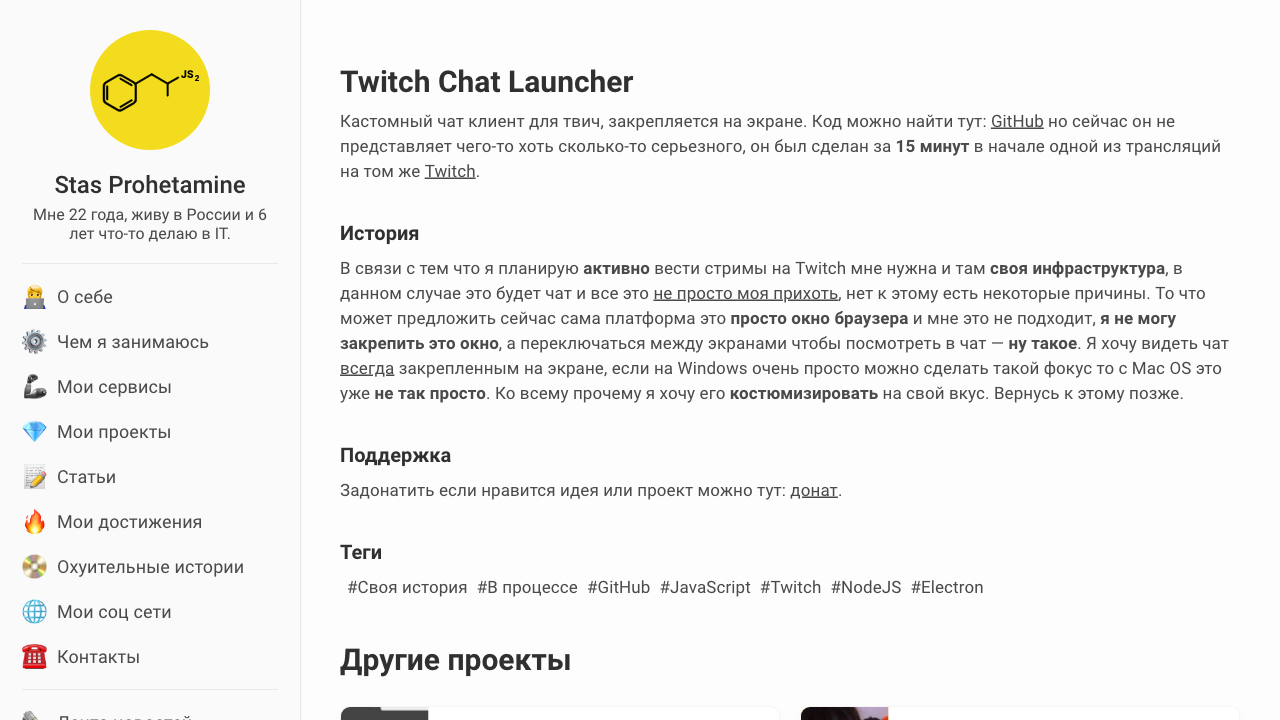 JS2
Stas Prohetamine
Мне 22 года, живу в России и 6
лет что-то делаю в IT.
О себе
Чем я занимаюсь
Мои сервисы
Мои проекты
Статьи
Мои достижения
Охуительные истории
Мои соц сети
Контакты
Twitch Chat Launcher
Кастомный чат клиент для твич, закрепляется на экране. Код можно найти тут: GitHub но сейчас он не
представляет чего-то хоть сколько-то серьезного, он был сделан за 15 минут в начале одной из трансляций
на том же Twitch.
История
В связи с тем что я планирую активно вести стримы на Twitch мне нужна и там своя инфраструктура, в
данном случае это будет чат и все это не просто моя прихоть, нет к этому есть некоторые причины. То что
может предложить сейчас сама платформа это просто окно браузера и мне это не подходит, я не могу
закрепить это окно, а переключаться между экранами чтобы посмотреть в чат — ну такое. Я хочу видеть чат
всегда закрепленным на экране, если на Windows очень просто можно сделать такой фокус то с Mac OS это
уже не так просто. Ко всему прочему я хочу его костюмизировать на свой вкус. Вернусь к этому позже.
Поддержка
Задонатить если нравится идея или проект можно тут: донат.
Теги
#Своя история #В процессе #GitHub #JavaScript #Twitch #NodeJS #Electron
Другие проекты